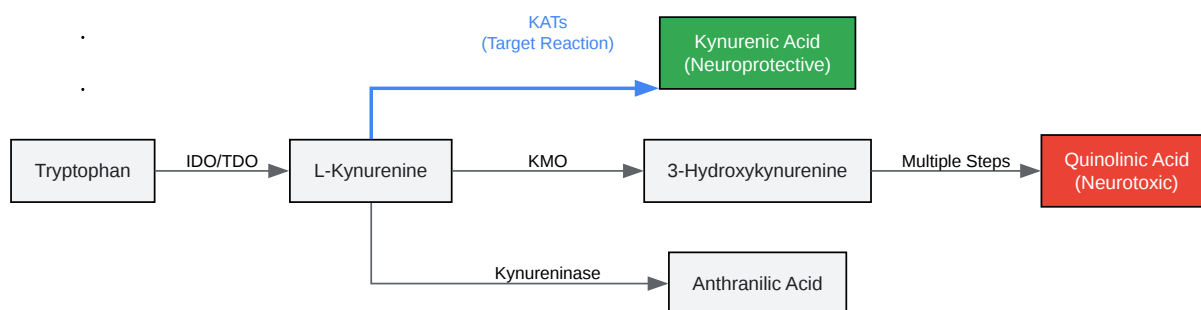 KATs
(Target Reaction)
Kynurenic Acid
(Neuroprotective)
Tryptophan
IDO/TDO
L-Kynurenine
KMO
3-Hydroxykynurenine
Multiple Steps
Quinolinic Acid
(Neurotoxic)
Kynureninase
Anthranilic Acid